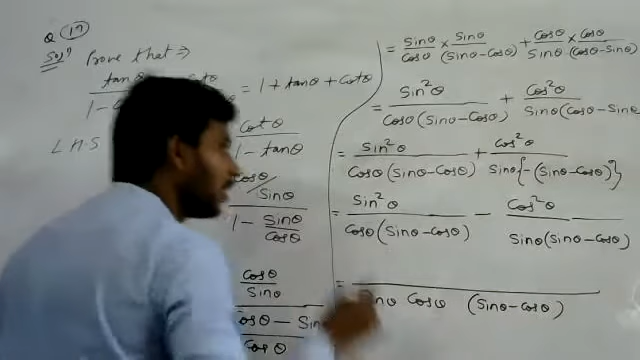 Q (17)
Sol? Prove that ⇒
tanθ/1 - + cotθ = 1 + tanθ + cotθ
L.H.S
cotθ/1 - tanθ
cosθ/sinθ
1 - sinθ/cosθ
cosθ/sinθ
cosθ - sin
cosθ
= sinθ/cosθ × sinθ/(sinθ-cosθ) + cosθ/sinθ × cosθ/(cosθ-sinθ)
= sin²θ/cosθ(sinθ-cosθ) + cos²θ/sinθ(cosθ-sinθ
= sin²θ/cosθ(sinθ-cosθ) + cos²θ/sinθ{-(sinθ-cosθ)}
= sin²θ/cosθ(sinθ-cosθ) - cos²θ/sinθ(sinθ-cosθ)
= sinθ cosθ (sinθ-cosθ)